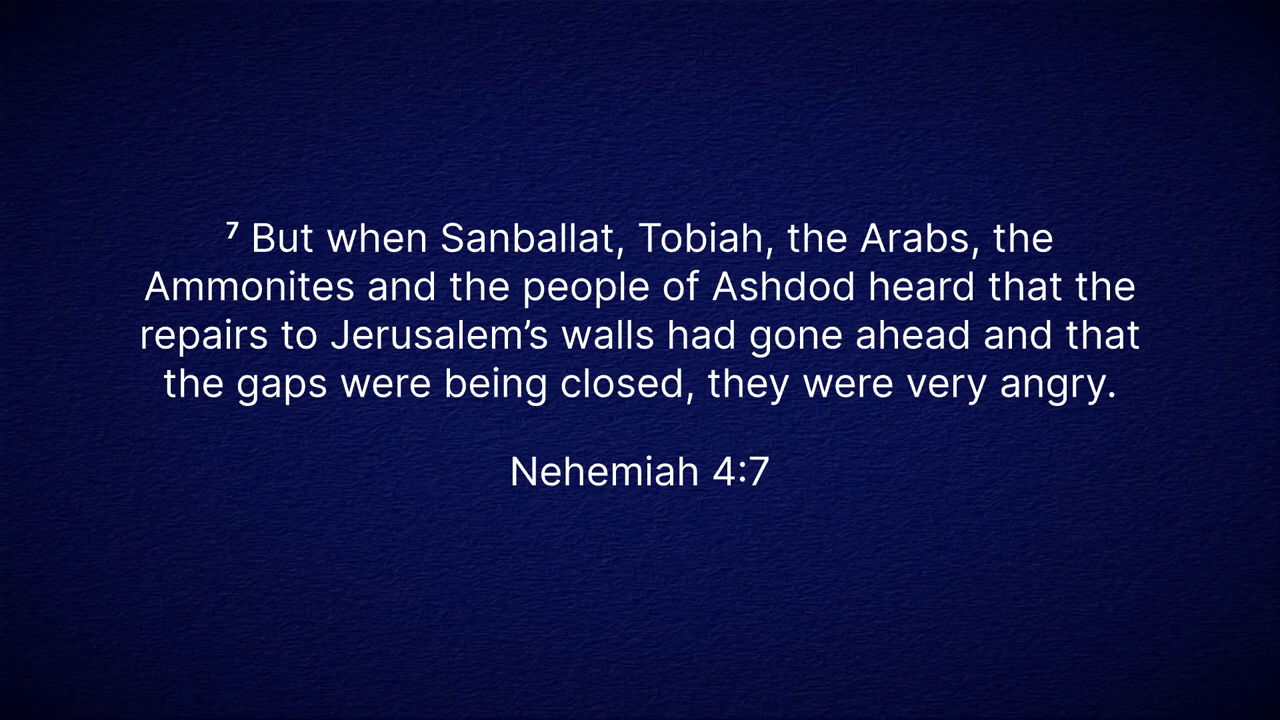 ⁷ But when Sanballat, Tobiah, the Arabs, the
Ammonites and the people of Ashdod heard that the
repairs to Jerusalem’s walls had gone ahead and that
the gaps were being closed, they were very angry.
Nehemiah 4:7